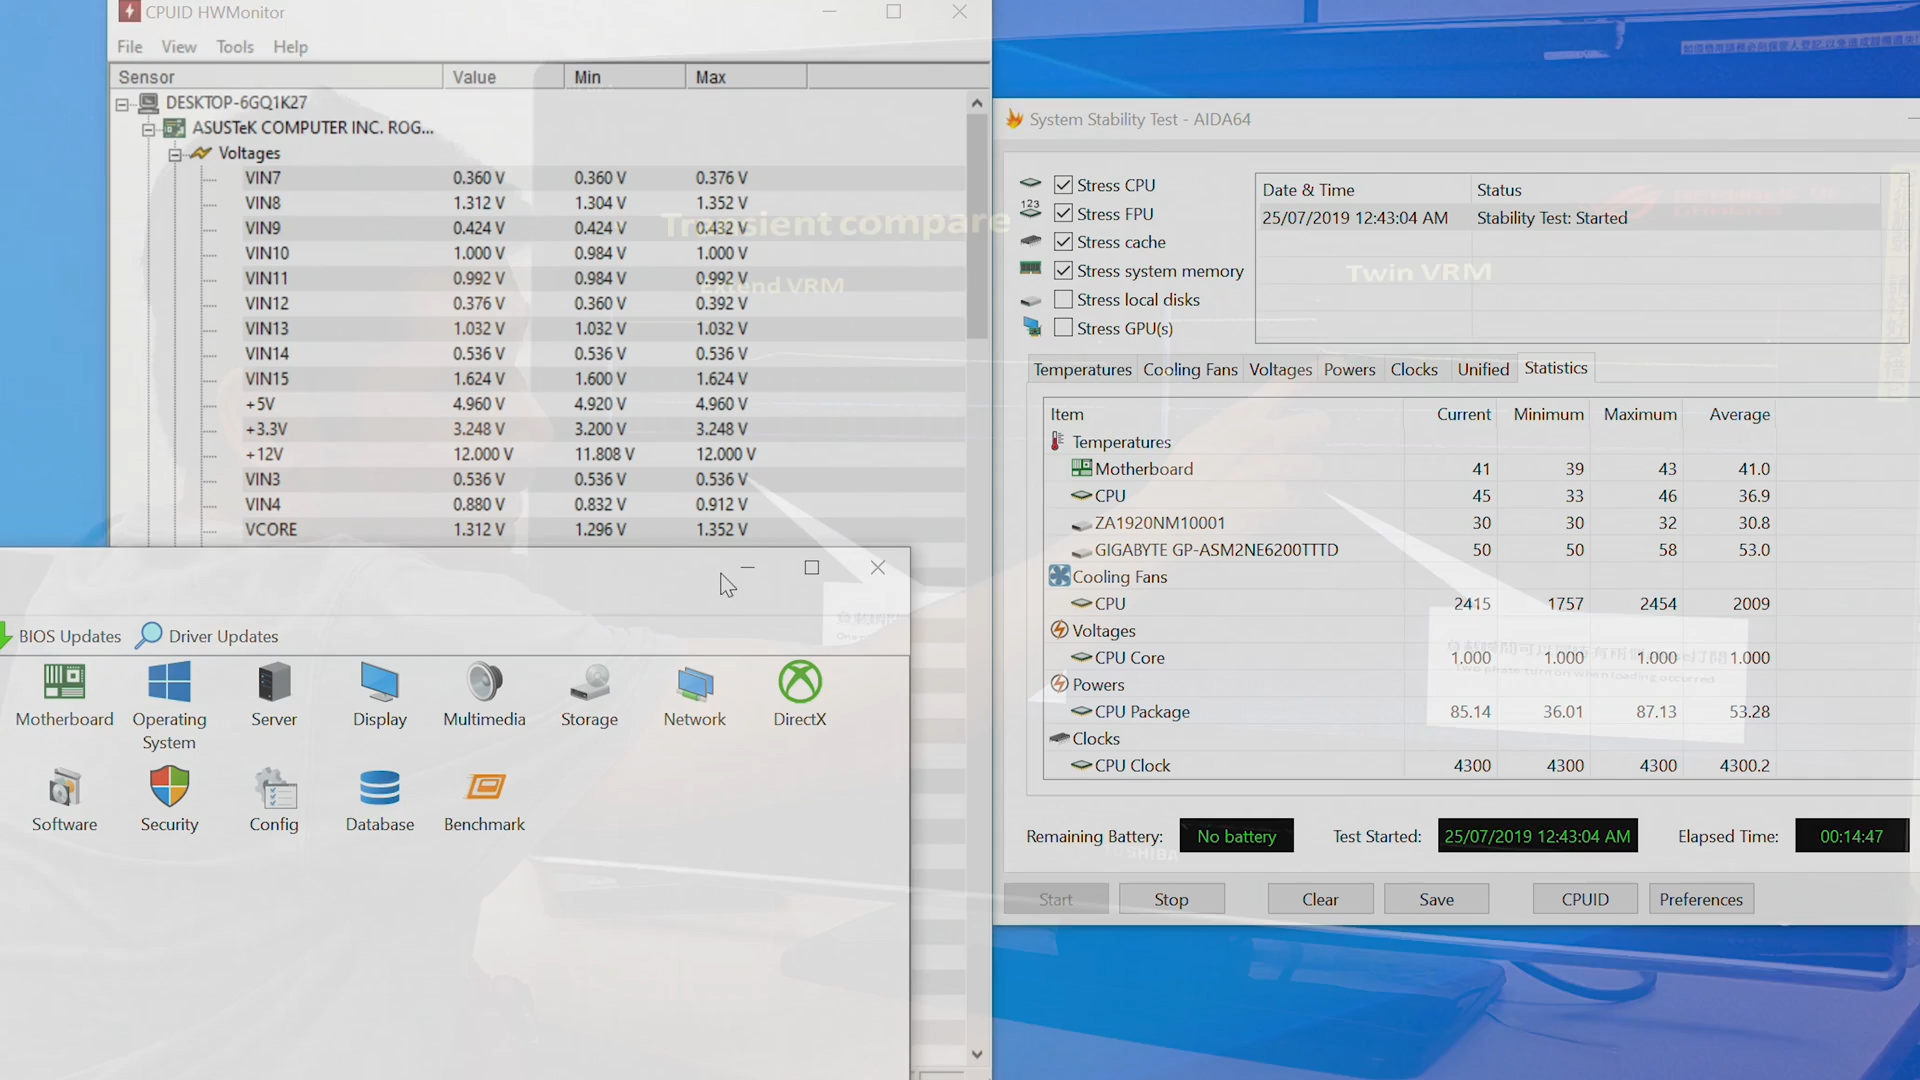 CPUID HWMonitor
File View Tools Help
Sensor Value Min Max
DESKTOP-6GQ1K27
ASUSTeK COMPUTER INC. ROG...
Voltages
VIN7 0.360 V 0.360 V 0.376 V
VIN8 1.312 V 1.304 V 1.352 V
VIN9 0.424 V 0.424 V 0.432 V
VIN10 1.000 V 0.984 V 1.000 V
VIN11 0.992 V 0.984 V 0.992 V
VIN12 0.376 V 0.360 V 0.392 V
VIN13 1.032 V 1.032 V 1.032 V
VIN14 0.536 V 0.536 V 0.536 V
VIN15 1.624 V 1.600 V 1.624 V
+5V 4.960 V 4.920 V 4.960 V
+3.3V 3.248 V 3.200 V 3.248 V
+12V 12.000 V 11.808 V 12.000 V
VIN3 0.536 V 0.536 V 0.536 V
VIN4 0.880 V 0.832 V 0.912 V
VCORE 1.312 V 1.296 V 1.352 V
Transient compare
Extend VRM
Twin VRM
BIOS Updates Driver Updates
Motherboard Operating System Server Display Multimedia Storage Network DirectX
Software Security Config Database Benchmark
System Stability Test - AIDA64
Stress CPU
123
Stress FPU
Stress cache
Stress system memory
Stress local disks
Stress GPU(s)
Date & Time Status
25/07/2019 12:43:04 AM Stability Test: Started
Temperatures Cooling Fans Voltages Powers Clocks Unified Statistics
Item Current Minimum Maximum Average
Temperatures
Motherboard 41 39 43 41.0
CPU 45 33 46 36.9
ZA1920NM10001 30 30 32 30.8
GIGABYTE GP-ASM2NE6200TTTD 50 50 58 53.0
Cooling Fans
CPU 2415 1757 2454 2009
Voltages
CPU Core 1.000 1.000 1.000 1.000
Two phase turn on when loading occurred
Powers
CPU Package 85.14 36.01 87.13 53.28
Clocks
CPU Clock 4300 4300 4300 4300.2
Remaining Battery: No battery Test Started: 25/07/2019 12:43:04 AM Elapsed Time: 00:14:47
TOSHIBA
Start Stop Clear Save CPUID Preferences